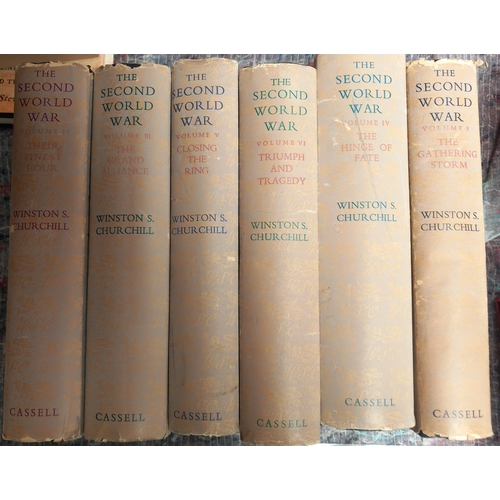 THE
SECOND
WORLD
WAR
VOLUME II
THEIR
FINEST
HOUR
WINSTON S.
CHURCHILL
CASSELL
THE
SECOND
WORLD
WAR
VOLUME III
THE
GRAND
ALLIANCE
WINSTON S.
CHURCHILL
CASSELL
THE
SECOND
WORLD
WAR
VOLUME V
CLOSING
THE
RING
WINSTON S.
CHURCHILL
CASSELL
THE
SECOND
WORLD
WAR
VOLUME VI
TRIUMPH
AND
TRAGEDY
WINSTON S.
CHURCHILL
CASSELL
THE
SECOND
WORLD
WAR
VOLUME IV
THE
HINGE OF
FATE
WINSTON S.
CHURCHILL
CASSELL
THE
SECOND
WORLD
WAR
VOLUME I
THE
GATHERING
STORM
WINSTON S.
CHURCHILL
CASSELL